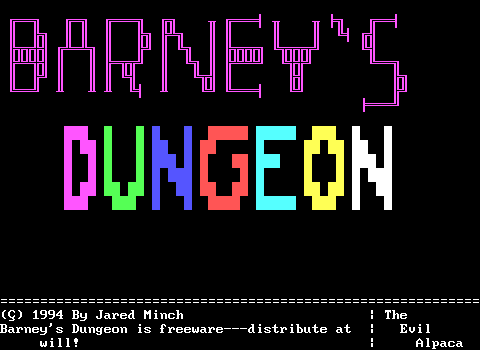 BARNEY'S
DUNGEON
(Ç) 1994 By Jared Minch | The
Barney's Dungeon is freeware---distribute at | Evil
will! | Alpaca